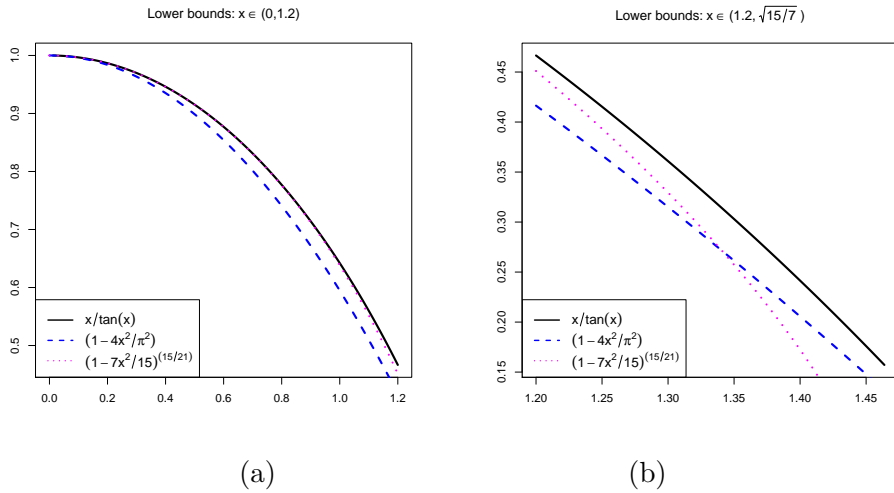 Lower bounds: x ∈ (0,1.2)
1.0
0.9
0.8
0.7
0.6
0.5
x/tan(x)
(1−4x²/π²)
(1−7x²/15)^(15/21)
0.0 0.2 0.4 0.6 0.8 1.0 1.2
(a)
Lower bounds: x ∈ (1.2, √15/7 )
0.45
0.40
0.35
0.30
0.25
0.20
0.15
x/tan(x)
(1−4x²/π²)
(1−7x²/15)^(15/21)
1.20 1.25 1.30 1.35 1.40 1.45
(b)